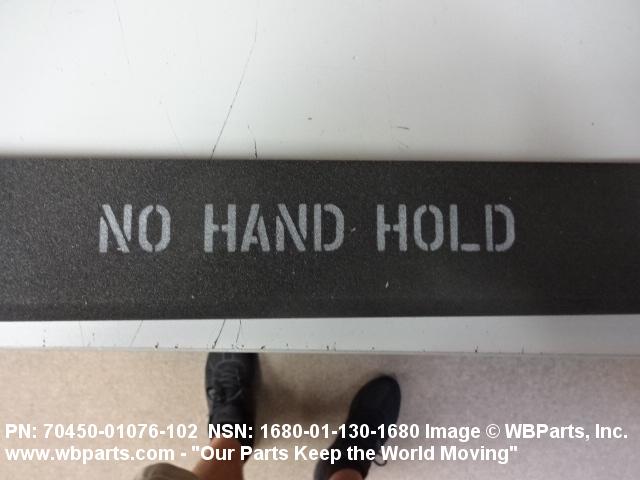 NO HAND HOLD
PN: 70450-01076-102 NSN: 1680-01-130-1680 Image © WBParts, Inc.
www.wbparts.com - "Our Parts Keep the World Moving"